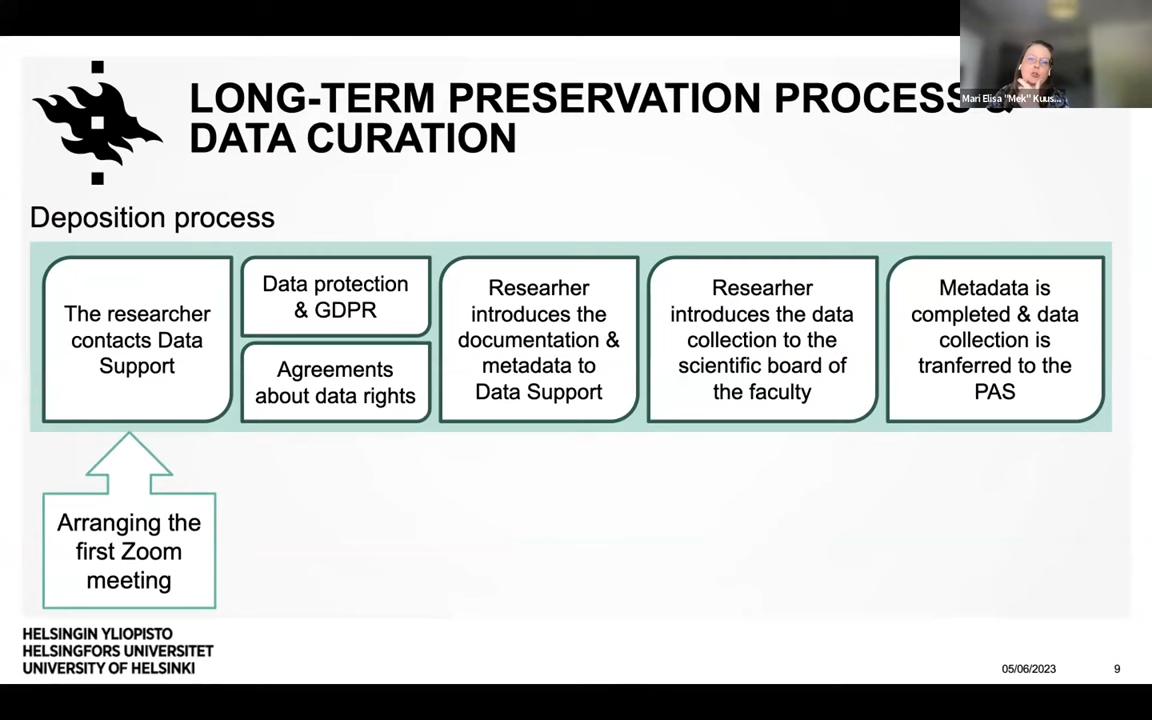 LONG-TERM PRESERVATION PROCESS &
DATA CURATION
Mari Elisa "Mek" Kuus...
Deposition process
The researcher
contacts Data
Support
Data protection
& GDPR
Agreements
about data rights
Researher
introduces the
documentation &
metadata to
Data Support
Researher
introduces the data
collection to the
scientific board of
the faculty
Metadata is
completed & data
collection is
tranferred to the
PAS
Arranging the
first Zoom
meeting
HELSINGIN YLIOPISTO
HELSINGFORS UNIVERSITET
UNIVERSITY OF HELSINKI
05/06/2023
9